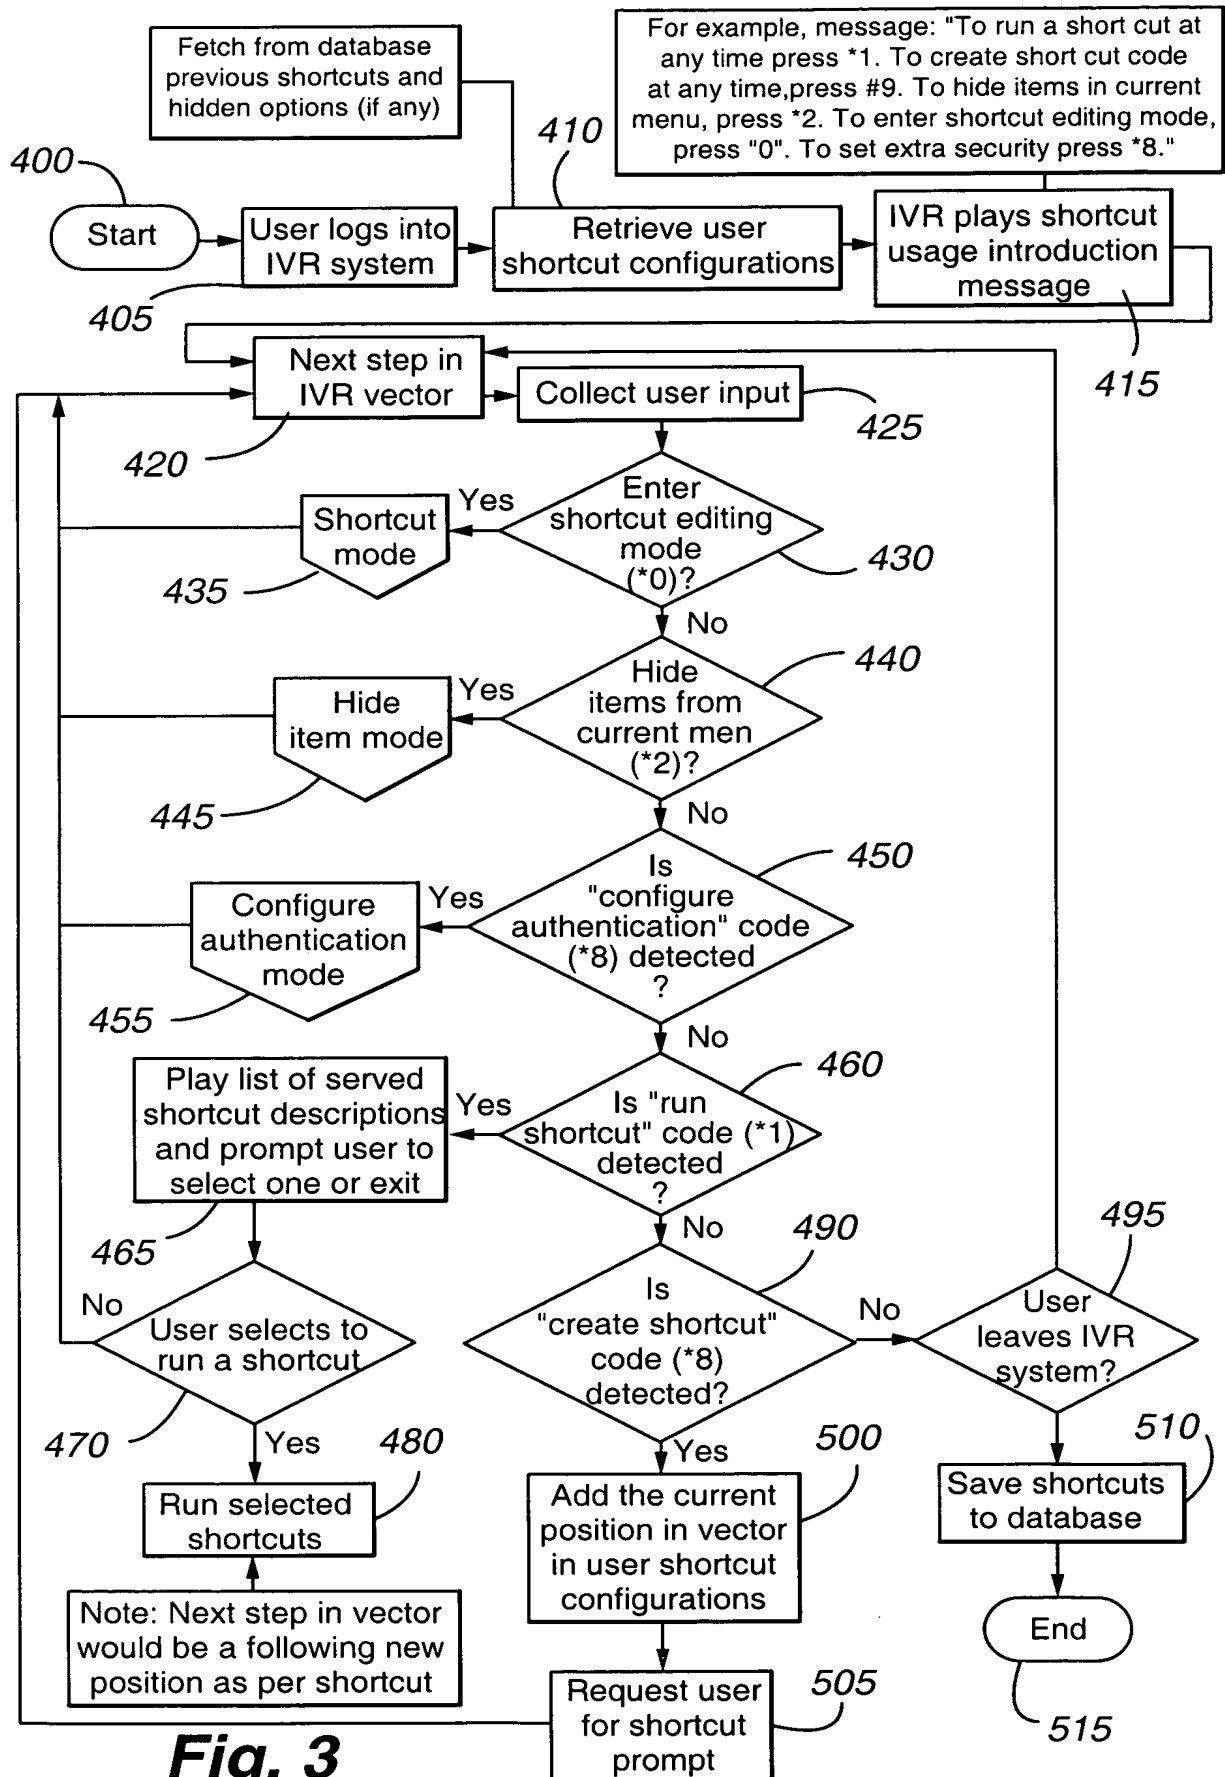 Fetch from database
previous shortcuts and
hidden options (if any)
For example, message: "To run a short cut at
any time press *1. To create short cut code
at any time,press #9. To hide items in current
menu, press *2. To enter shortcut editing mode,
press "0". To set extra security press *8."
400
410
Start
User logs into
IVR system
405
Retrieve user
shortcut configurations
IVR plays shortcut
usage introduction
message
415
Next step in
IVR vector
420
Collect user input
425
Enter
shortcut editing
mode
(*0)?
430
Yes
Shortcut
mode
435
No
Hide
items from
current men
(*2)?
440
Yes
Hide
item mode
445
No
Is
"configure
authentication" code
(*8) detected
?
450
Yes
Configure
authentication
mode
455
No
Is "run
shortcut" code (*1)
detected
?
460
Yes
Play list of served
shortcut descriptions
and prompt user to
select one or exit
465
No
Is
"create shortcut"
code (*8)
detected?
490
No
User
leaves IVR
system?
495
No
User selects to
run a shortcut
470
Yes
Run selected
shortcuts
480
Note: Next step in vector
would be a following new
position as per shortcut
Yes
Add the current
position in vector
in user shortcut
configurations
500
Request user
for shortcut
prompt
505
Save shortcuts
to database
510
End
515
Fig. 3